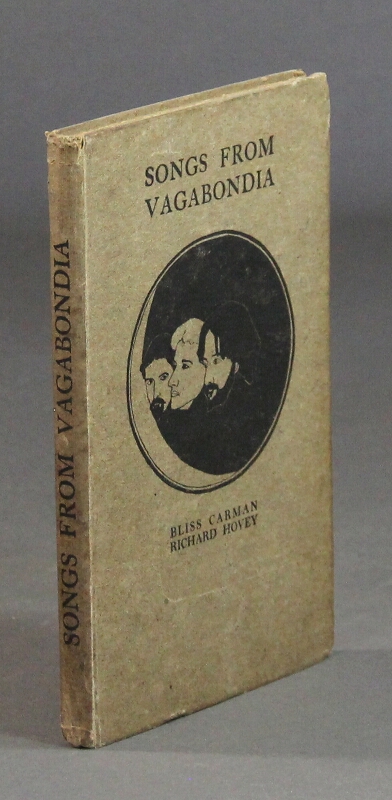 SONGS FROM VAGABONDIA
SONGS FROM
VAGABONDIA
BLISS CARMAN
RICHARD HOVEY